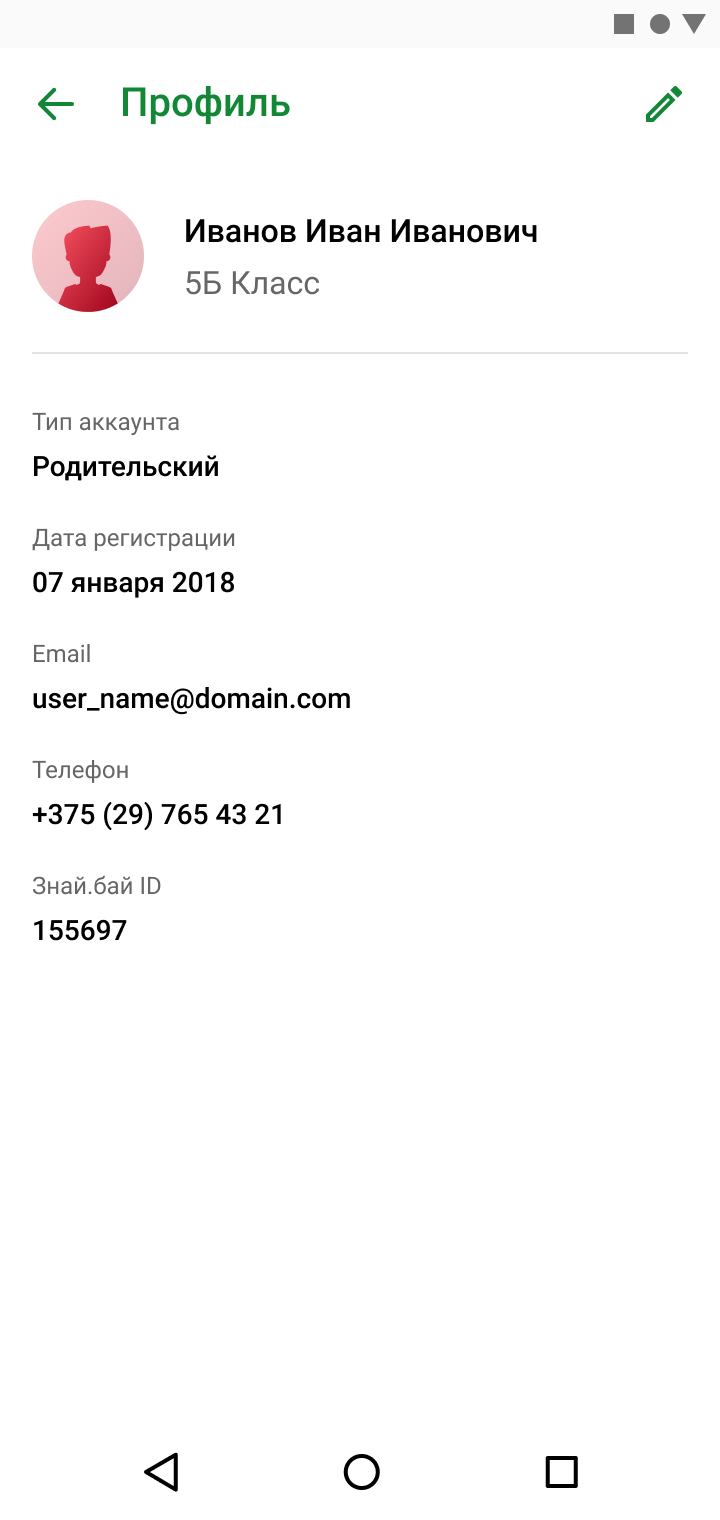 Профиль
Иванов Иван Иванович
5Б Класс
Тип аккаунта
Родительский
Дата регистрации
07 января 2018
Email
user_name@domain.com
Телефон
+375 (29) 765 43 21
Знай.бай ID
155697